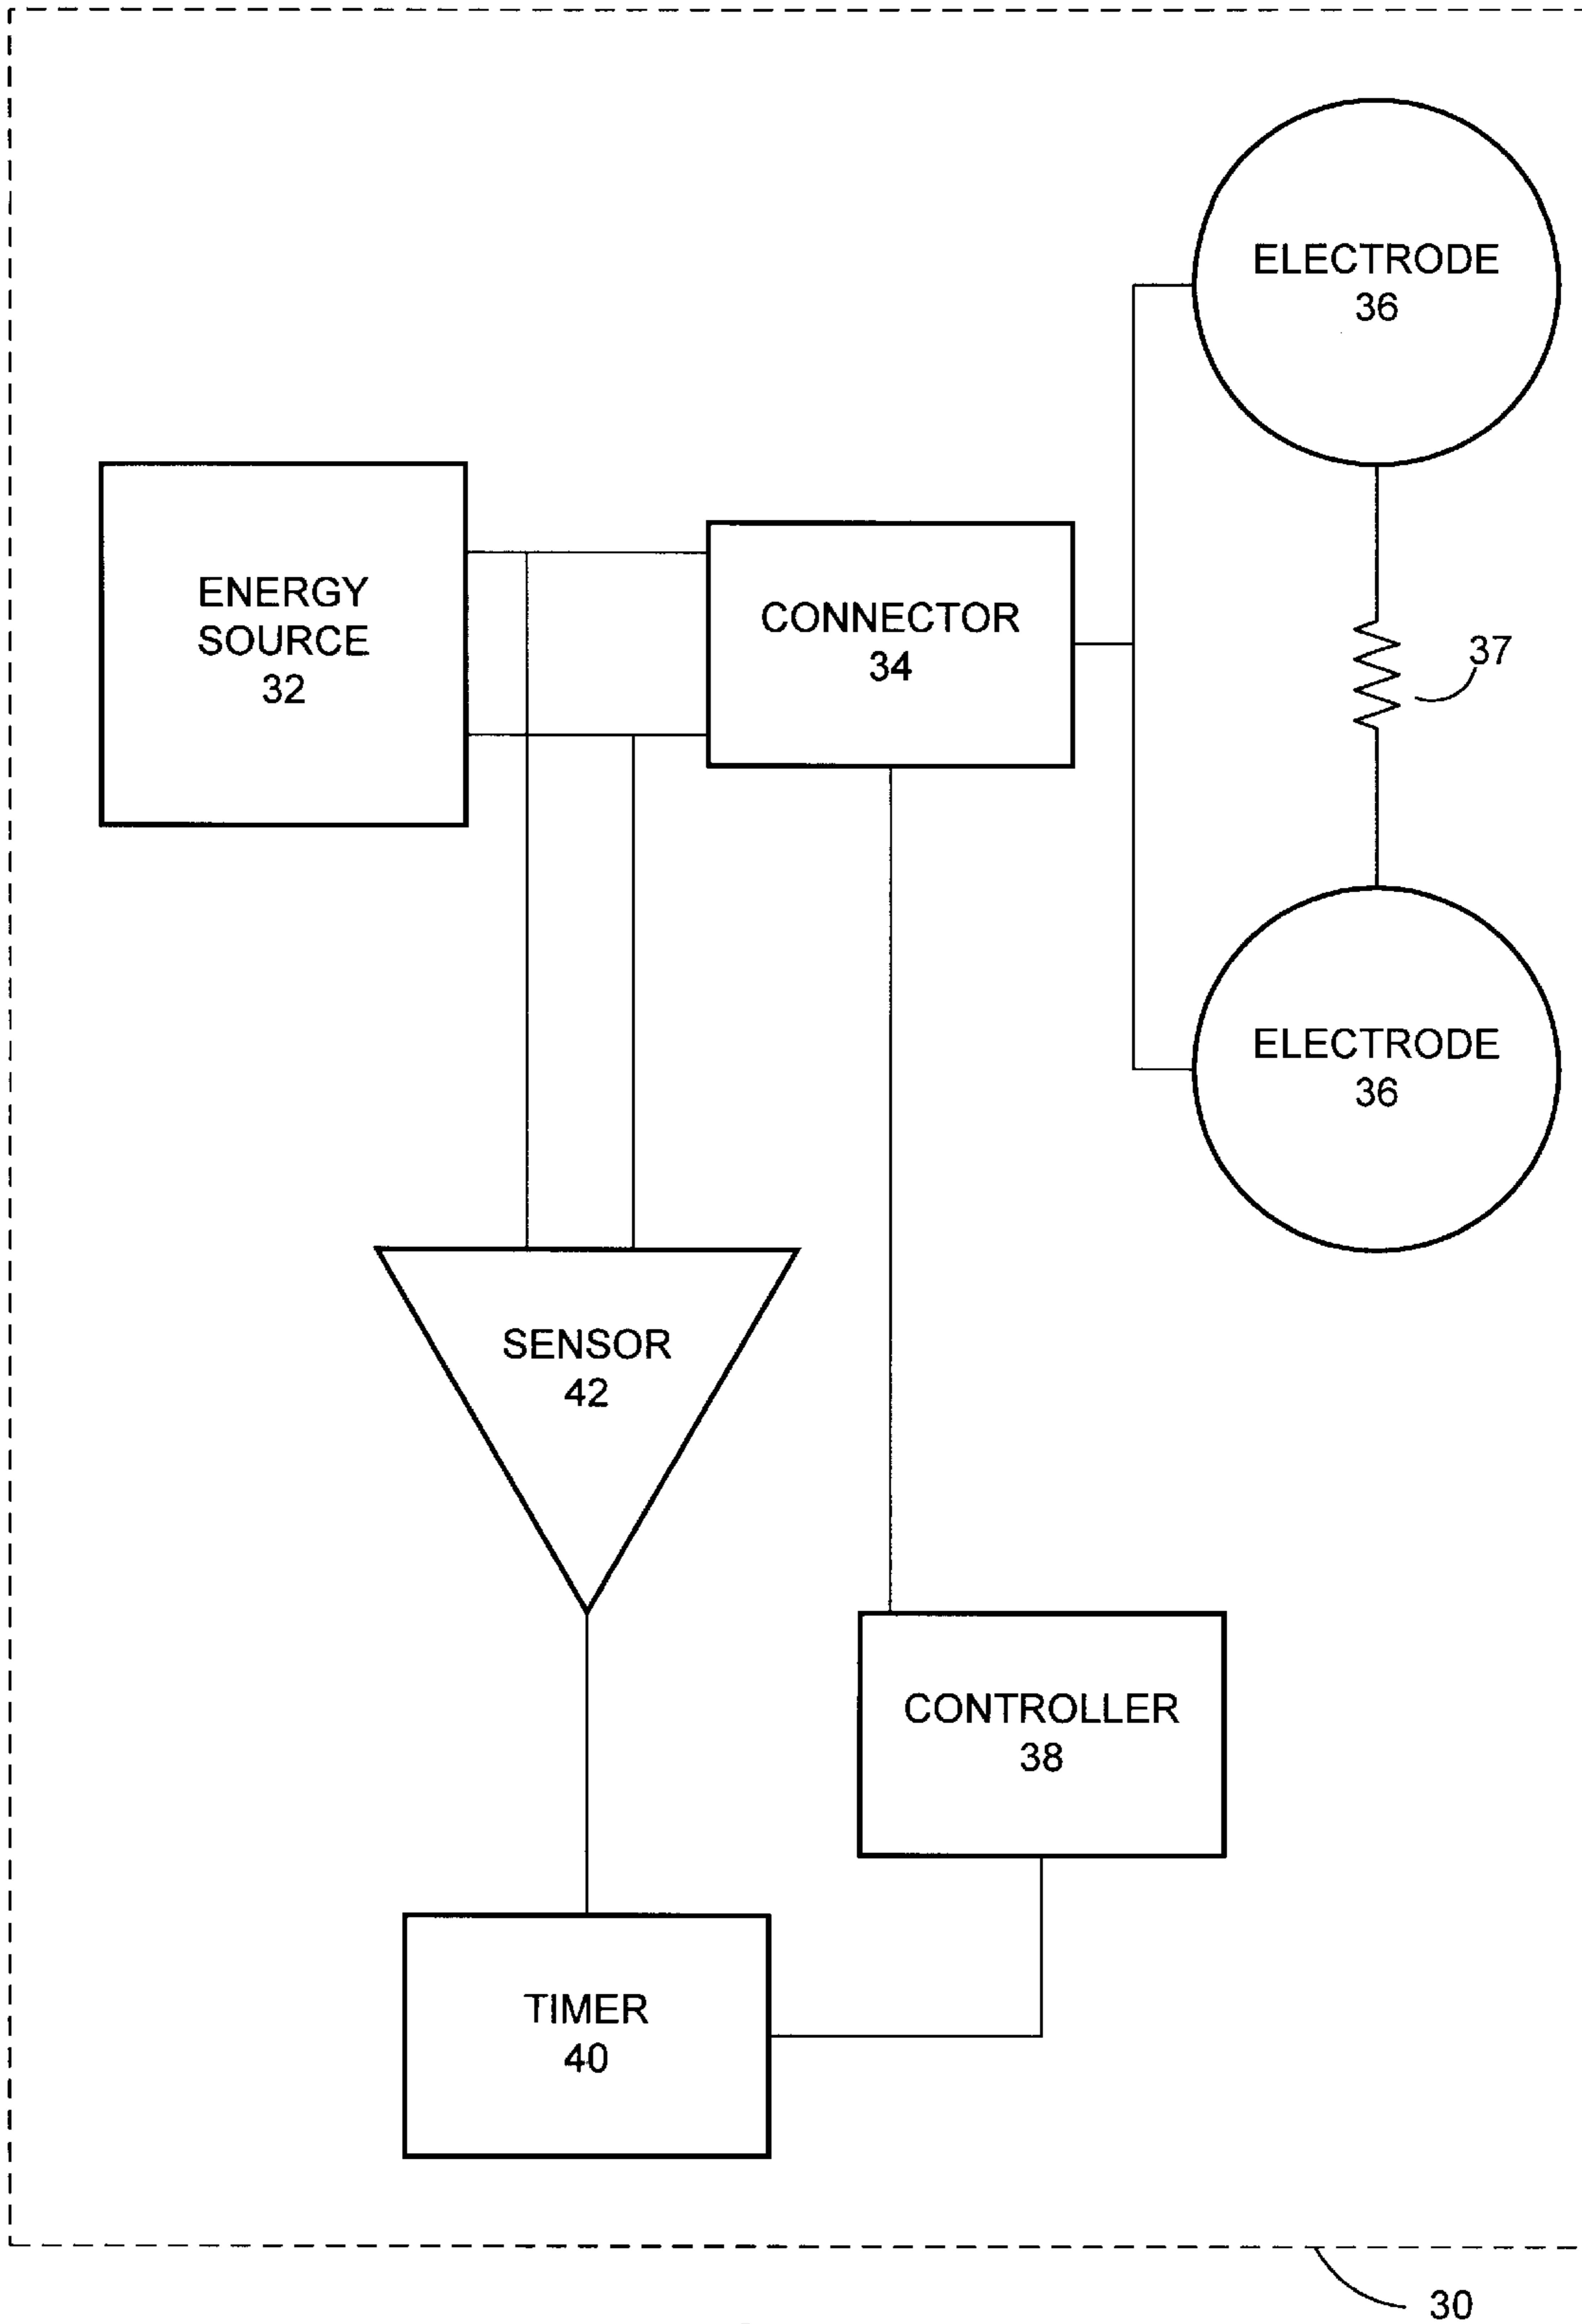 ELECTRODE
36
ENERGY
SOURCE
32
CONNECTOR
34
37
ELECTRODE
36
SENSOR
42
CONTROLLER
38
TIMER
40
30